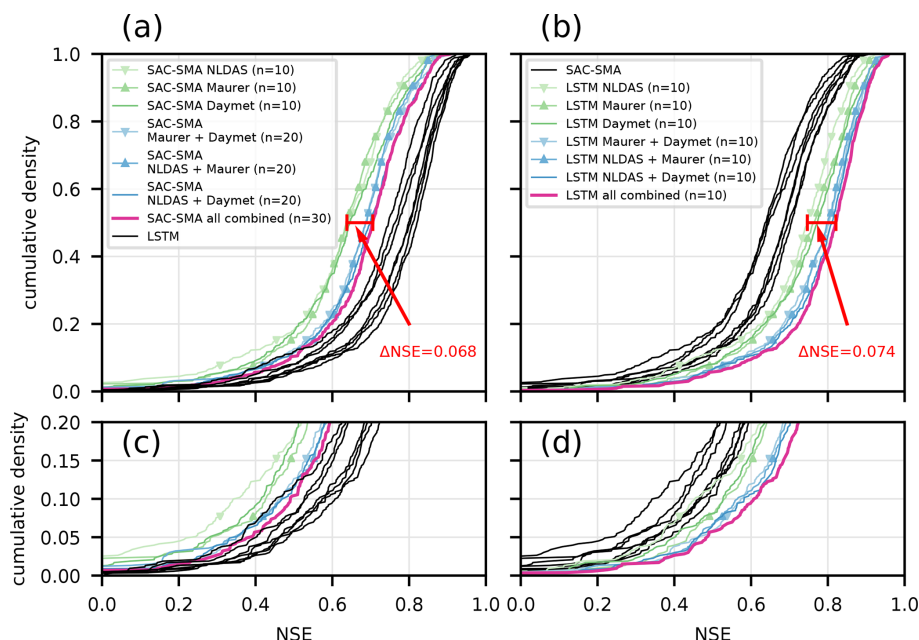 (a)
1.0
0.8
0.6
0.4
0.2
0.0
cumulative density
SAC-SMA NLDAS (n=10)
SAC-SMA Maurer (n=10)
SAC-SMA Daymet (n=10)
SAC-SMA
Maurer + Daymet (n=20)
SAC-SMA
NLDAS + Maurer (n=20)
SAC-SMA
NLDAS + Daymet (n=20)
SAC-SMA all combined (n=30)
LSTM
ΔNSE=0.068
(b)
SAC-SMA
LSTM NLDAS (n=10)
LSTM Maurer (n=10)
LSTM Daymet (n=10)
LSTM Maurer + Daymet (n=10)
LSTM NLDAS + Maurer (n=10)
LSTM NLDAS + Daymet (n=10)
LSTM all combined (n=10)
ΔNSE=0.074
(c)
0.20
0.15
0.10
0.05
0.00
cumulative density
0.0 0.2 0.4 0.6 0.8 1.0
NSE
(d)
0.0 0.2 0.4 0.6 0.8 1.0
NSE